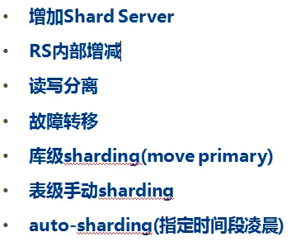 • 增加Shard Server
• RS内部增减
• 读写分离
• 故障转移
• 库级sharding(move primary)
• 表级手动sharding
• auto-sharding(指定时间段凌晨)